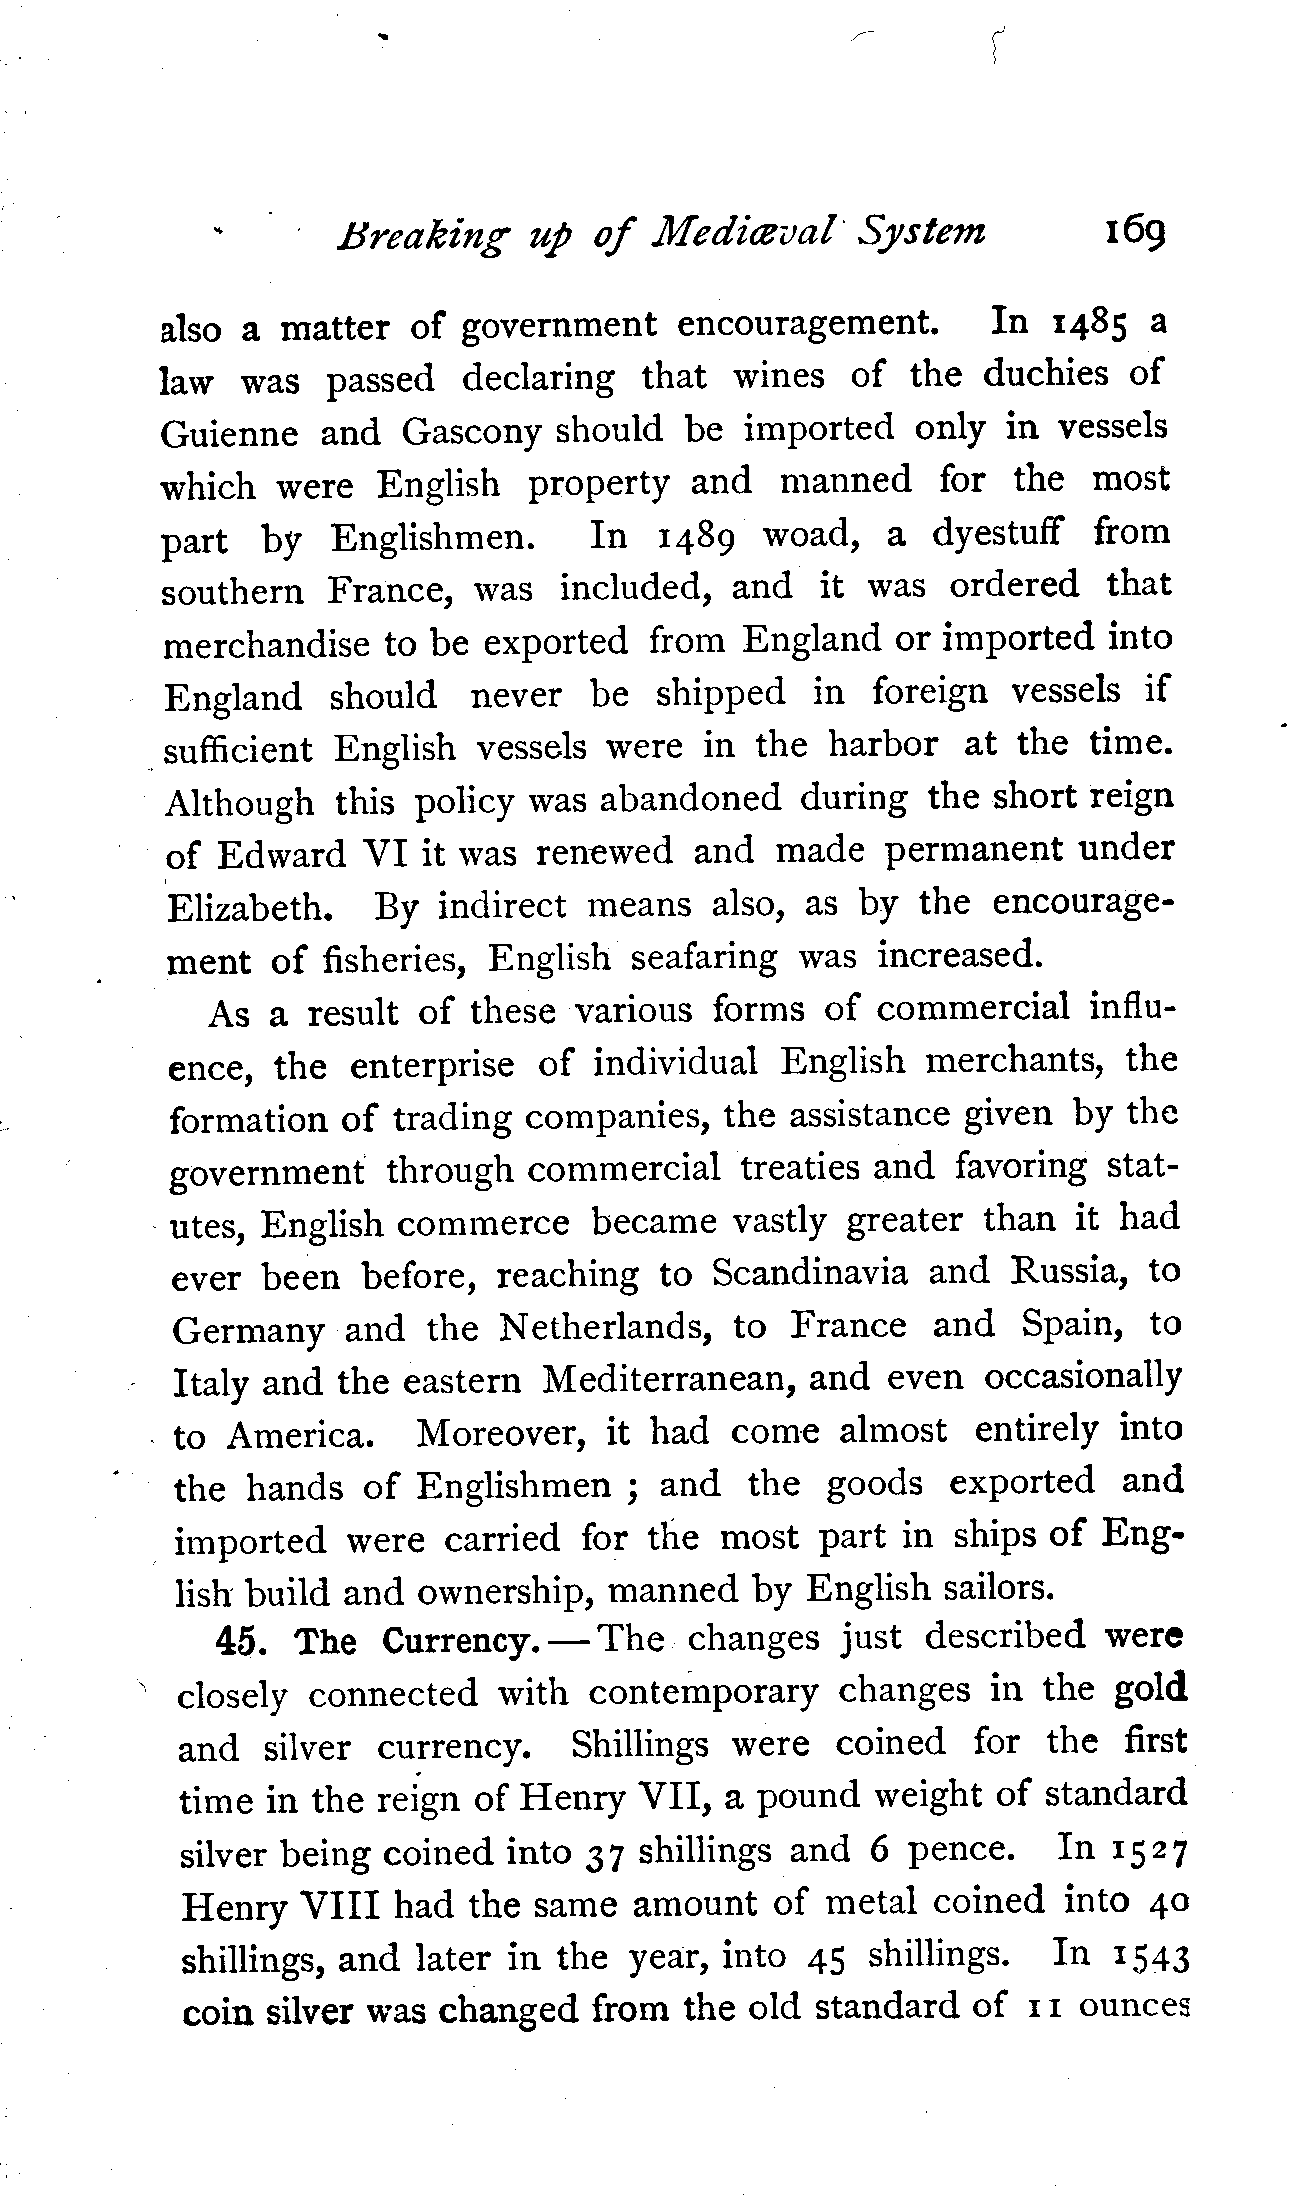 Breaking up of Mediæval System 169
also a matter of government encouragement. In 1485 a
law was passed declaring that wines of the duchies of
Guienne and Gascony should be imported only in vessels
which were English property and manned for the most
part by Englishmen. In 1489 woad, a dyestuff from
southern France, was included, and it was ordered that
merchandise to be exported from England or imported into
England should never be shipped in foreign vessels if
sufficient English vessels were in the harbor at the time.
Although this policy was abandoned during the short reign
of Edward VI it was renewed and made permanent under
Elizabeth. By indirect means also, as by the encourage-
ment of fisheries, English seafaring was increased.
As a result of these various forms of commercial influ-
ence, the enterprise of individual English merchants, the
formation of trading companies, the assistance given by the
government through commercial treaties and favoring stat-
utes, English commerce became vastly greater than it had
ever been before, reaching to Scandinavia and Russia, to
Germany and the Netherlands, to France and Spain, to
Italy and the eastern Mediterranean, and even occasionally
to America. Moreover, it had come almost entirely into
the hands of Englishmen ; and the goods exported and
imported were carried for the most part in ships of Eng-
lish build and ownership, manned by English sailors.
45. The Currency. — The changes just described were
closely connected with contemporary changes in the gold
and silver currency. Shillings were coined for the first
time in the reign of Henry VII, a pound weight of standard
silver being coined into 37 shillings and 6 pence. In 1527
Henry VIII had the same amount of metal coined into 40
shillings, and later in the year, into 45 shillings. In 1543
coin silver was changed from the old standard of 11 ounces